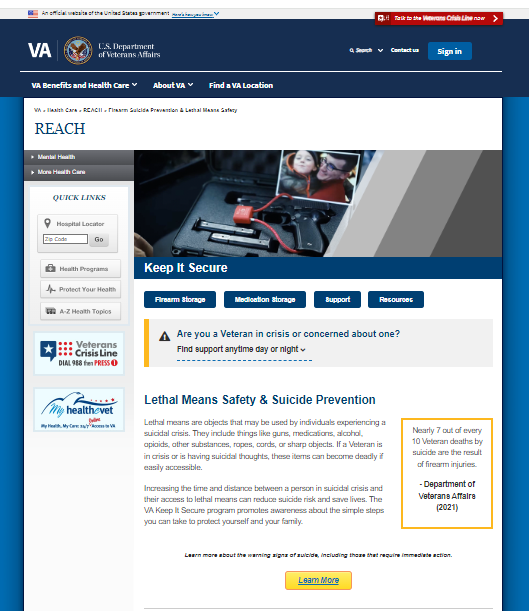 An official website of the United States government Here's how you know
Talk to the Veterans Crisis Line now
VA
U.S. Department
of Veterans Affairs
Search
Contact us
Sign in
VA Benefits and Health Care
About VA
Find a VA Location
VA » Health Care » REACH » Firearm Suicide Prevention & Lethal Means Safety
REACH
Mental Health
More Health Care
QUICK LINKS
Hospital Locator
Zip Code
Go
Health Programs
Protect Your Health
A-Z Health Topics
Veterans
Crisis Line
DIAL 988 then PRESS 1
My healthevet
My Health, My Care: 24/7 Online Access to VA
Keep It Secure
Firearm Storage
Medication Storage
Support
Resources
Are you a Veteran in crisis or concerned about one?
Find support anytime day or night
Lethal Means Safety & Suicide Prevention
Lethal means are objects that may be used by individuals experiencing a
suicidal crisis. They include things like guns, medications, alcohol,
opioids, other substances, ropes, cords, or sharp objects. If a Veteran is
in crisis or is having suicidal thoughts, these items can become deadly if
easily accessible.
Increasing the time and distance between a person in suicidal crisis and
their access to lethal means can reduce suicide risk and save lives. The
VA Keep It Secure program promotes awareness about the simple steps
you can take to protect yourself and your family.
Nearly 7 out of every
10 Veteran deaths by
suicide are the result
of firearm injuries.
- Department of
Veterans Affairs
(2021)
Learn more about the warning signs of suicide, including those that require immediate action.
Learn More